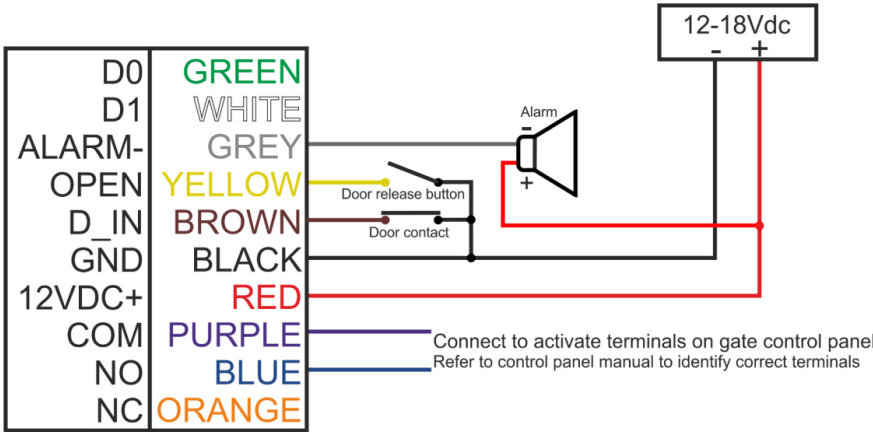 12-18Vdc
- +
D0 GREEN
D1 WHITE
Alarm
-
+
ALARM- GREY
OPEN YELLOW
Door release button
D_IN BROWN
Door contact
GND BLACK
12VDC+ RED
COM PURPLE
Connect to activate terminals on gate control panel
Refer to control panel manual to identify correct terminals
NO BLUE
NC ORANGE